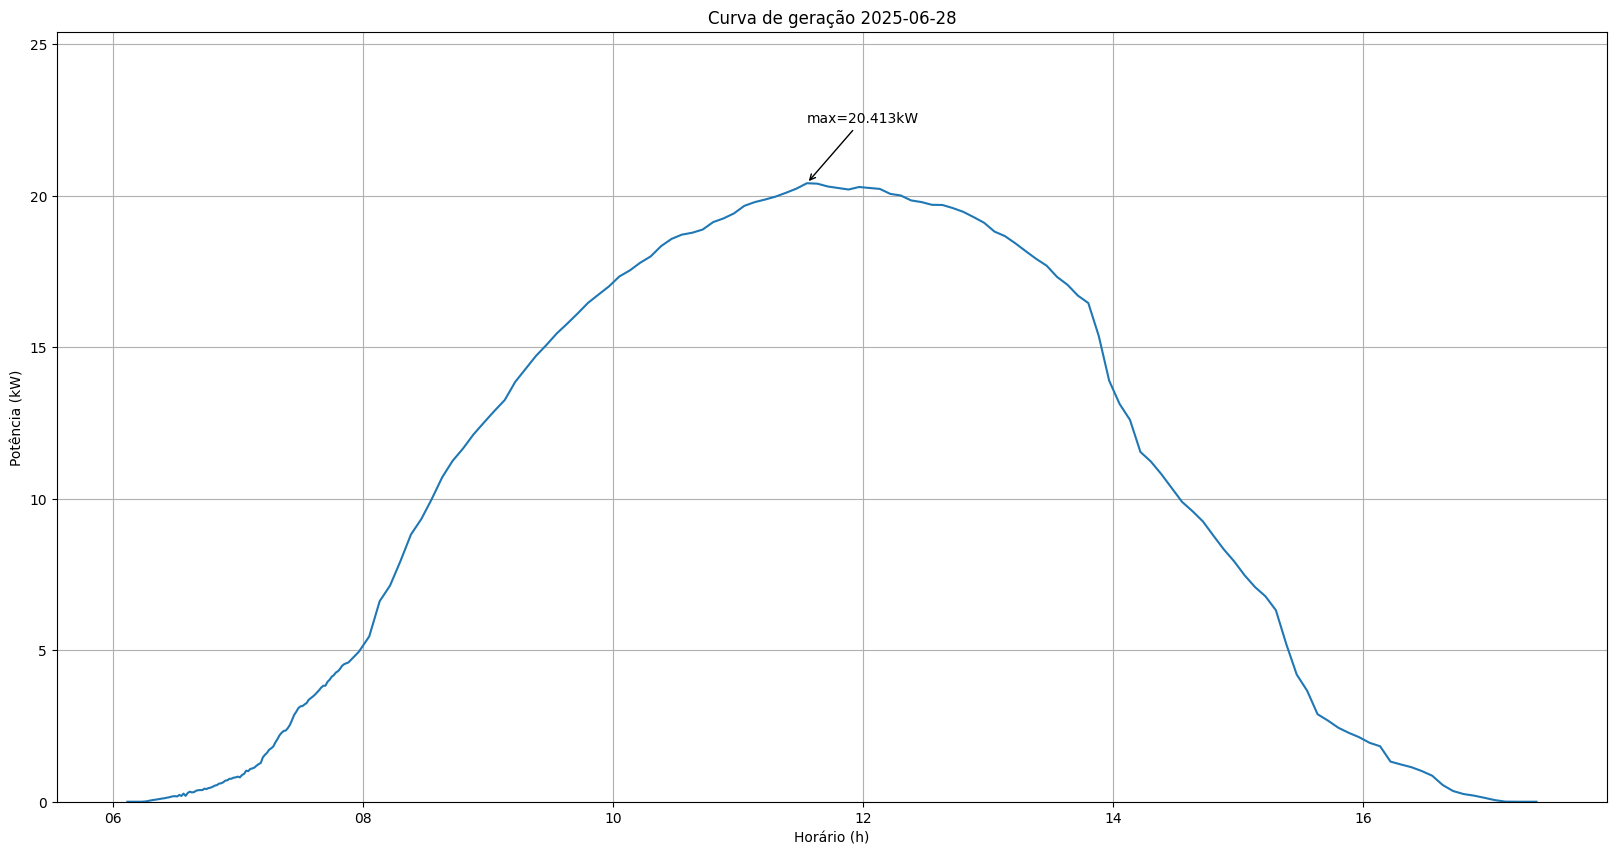 Curva de geração 2025-06-28
25
max=20.413kW
20
15
Potência (kW)
10
5
0
06 08 10 12 14 16
Horário (h)